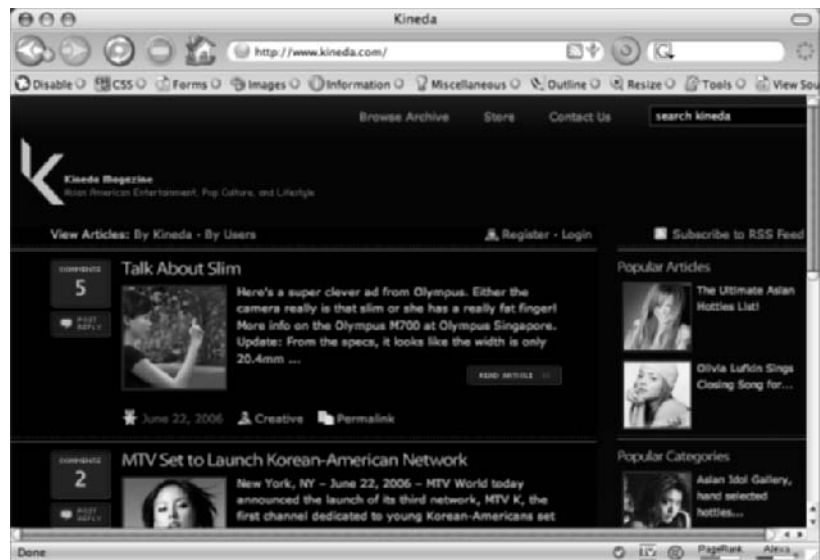 Kineda
http://www.kineda.com/
Disable CSS Forms Images Information Miscellaneous Outline Resize Tools View Sou
Browse Archive Store Contact Us search kineda
Kineda Magazine
Asian American Entertainment, Pop Culture, and Lifestyle
View Articles: By Kineda - By Users Register - Login Subscribe to RSS Feed
COMMENTS
5
POST REPLY
Talk About Slim
Here's a super clever ad from Olympus. Either the
camera really is that slim or she has a really fat finger!
More info on the Olympus M700 at Olympus Singapore.
Update: From the specs, it looks like the width is only
20.4mm ...
READ ARTICLE
June 22, 2006 Creative Permalink
COMMENTS
2
POST REPLY
MTV Set to Launch Korean-American Network
New York, NY – June 22, 2006 – MTV World today
announced the launch of its third network, MTV K, the
first channel dedicated to young Korean-Americans set
Popular Articles
The Ultimate Asian
Hotties List!
Olivia Lufkin Sings
Closing Song for...
Popular Categories
Asian Idol Gallery,
hand selected
hotties...
Done PageRank Alexa